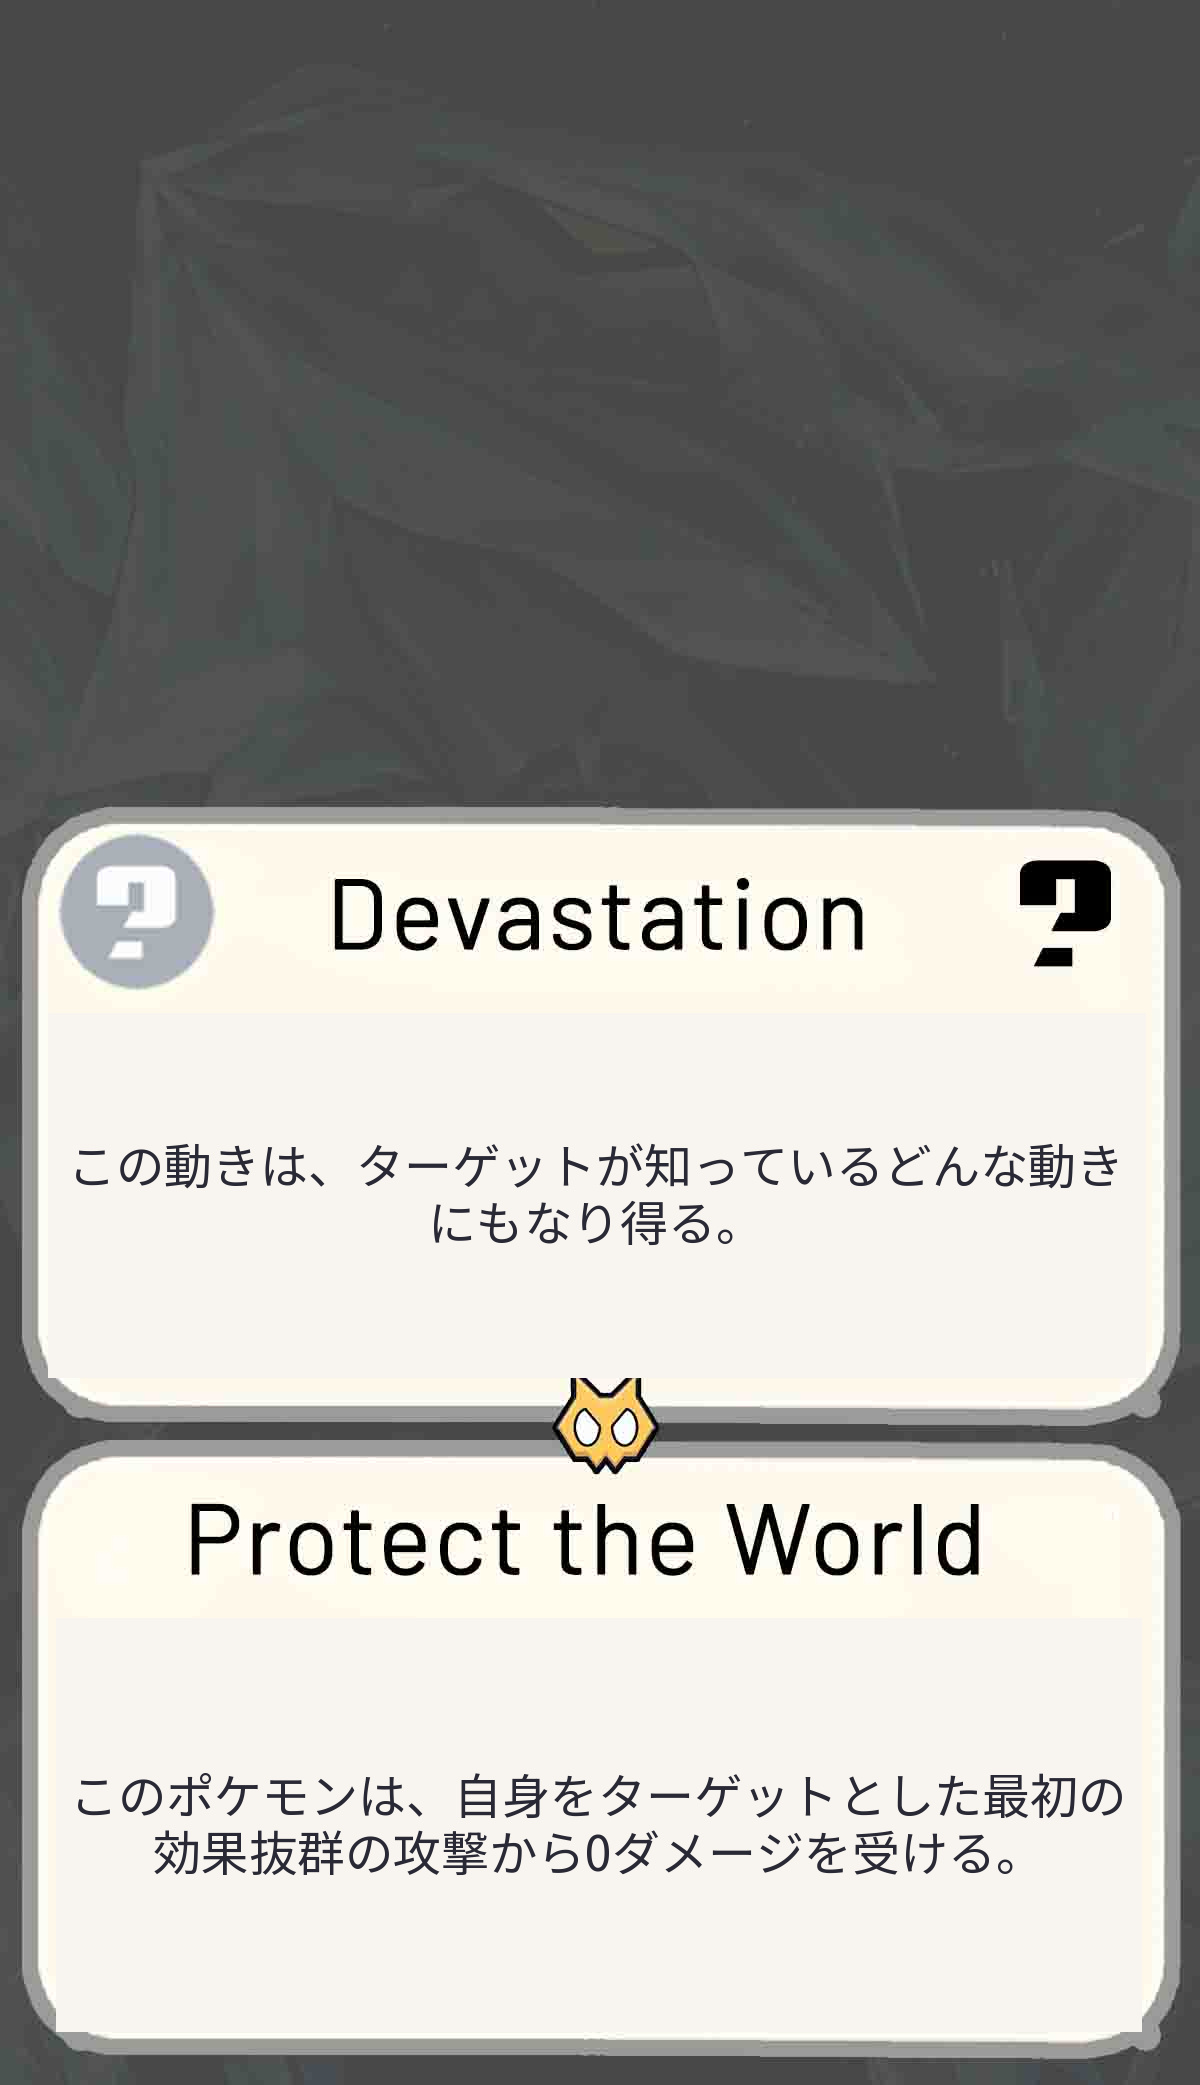 ?
Devastation
?
この動きは、ターゲットが知っているどんな動き
にもなり得る。
Protect the World
このポケモンは、自身をターゲットとした最初の
効果抜群の攻撃から0ダメージを受ける。